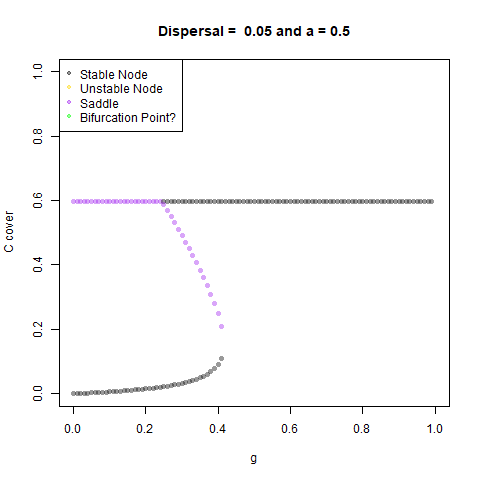 Dispersal =  0.05 and a = 0.5
Stable Node
Unstable Node
Saddle
Bifurcation Point?
C cover
1.0
0.8
0.6
0.4
0.2
0.0
0.0 0.2 0.4 0.6 0.8 1.0
g